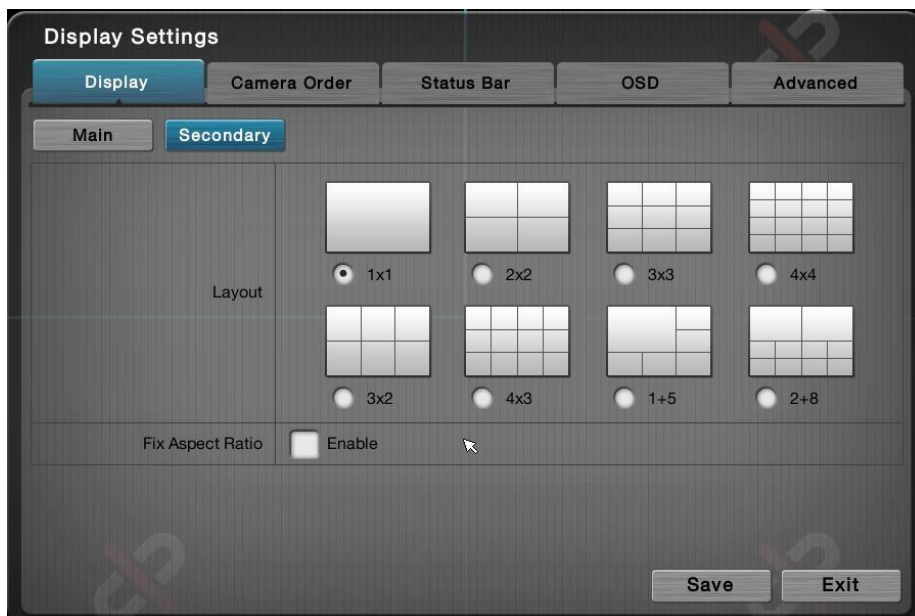 Display Settings
Display Camera Order Status Bar OSD Advanced
Main Secondary
Layout
1x1 2x2 3x3 4x4
3x2 4x3 1+5 2+8
Fix Aspect Ratio Enable
Save Exit